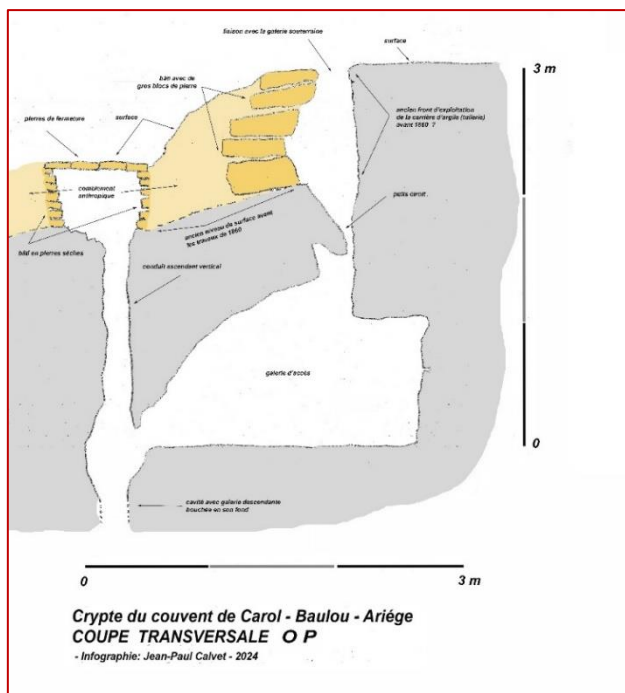 liaison avec la galerie souterraine
surface
3 m
bâti avec de
gros blocs de pierre
ancien front d'exploitation
de la carrière d'argile (tuilerie)
avant 1860 ?
pierres de fermeture
surface
comblement
anthropique
petit conduit
ancien niveau de surface avant
les travaux de 1860
bâti en pierres sèches
conduit ascendant vertical
galerie d'accès
0
cavité avec galerie descendante
bouchée en son fond
0
3 m
Crypte du couvent de Carol - Baulou - Ariége
COUPE TRANSVERSALE O P
- Infographie: Jean-Paul Calvet - 2024